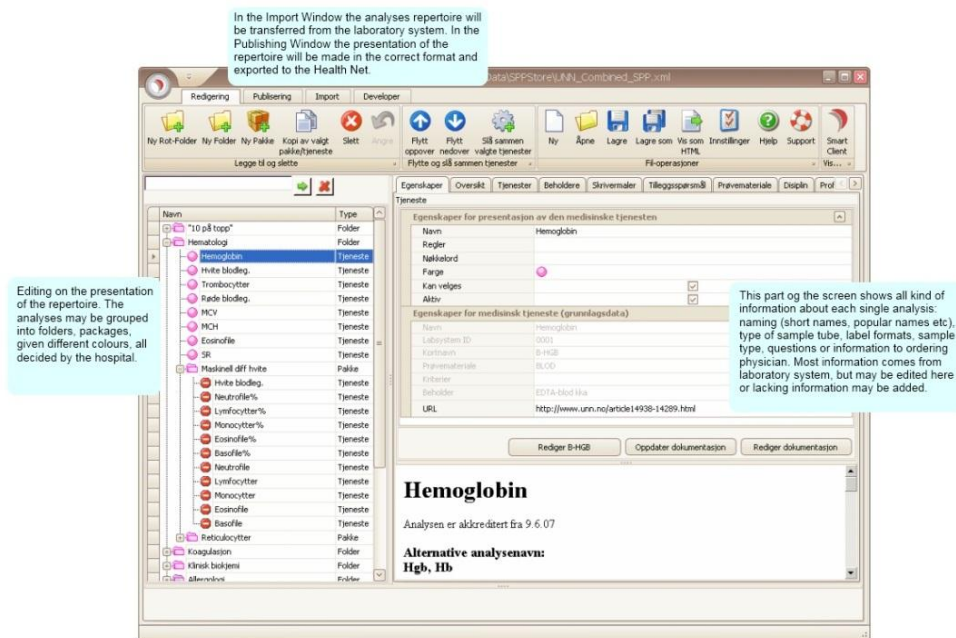 In the Import Window the analyses repertoire will
be transferred from the laboratory system. In the
Publishing Window the presentation of the
repertoire will be made in the correct format and
exported to the Health Net.
Data\SPPStore\UNN_Combined_SPP.xml
Redigering Publisering Import Developer
Ny Rot-Folder Ny Folder Ny Pakke Kopi av valgt pakke/tjeneste Slett Angre Flytt oppover Flytt nedover Slå sammen valgte tjenester Ny Åpne Lagre Lagre som Vis som HTML Innstillinger Hjelp Support Smart Client
Legge til og slette Flytte og slå sammen tjenester Fil-operasjoner Vis...
Egenskaper Oversikt Tjenester Beholdere Skrivermaler Tilleggsspørsmål Prøvemateriale Disiplin Prof
Tjeneste
Navn Type
"10 på topp" Folder
Hematologi Folder
Hemoglobin Tjeneste
Hvite blodleg. Tjeneste
Trombocytter Tjeneste
Røde blodleg. Tjeneste
MCV Tjeneste
MCH Tjeneste
Eosinofile Tjeneste
SR Tjeneste
Maskinell diff hvite Pakke
Hvite blodleg. Tjeneste
Neutrofile% Tjeneste
Lymfocytter% Tjeneste
Monocytter% Tjeneste
Eosinofile% Tjeneste
Basofile% Tjeneste
Neutrofile Tjeneste
Lymfocytter Tjeneste
Monocytter Tjeneste
Eosinofile Tjeneste
Basofile Tjeneste
Reticulocytter Pakke
Koagulasjon Folder
Klinisk biokjemi Folder
Allergologi Folder
Egenskaper for presentasjon av den medisinske tjenesten
Navn Hemoglobin
Regler
Nøkkelord
Farge
Kan velges
Aktiv
Egenskaper for medisinsk tjeneste (grunnlagsdata)
Navn Hemoglobin
Labsystem ID 0001
Kortnavn B-HGB
Prøvemateriale BLOD
Kriterier
Beholder EDTA-blod lilla
URL http://www.unn.no/article14938-14289.html
Rediger B-HGB Oppdater dokumentasjon Rediger dokumentasjon
Hemoglobin
Analysen er akkreditert fra 9.6.07
Alternative analysenavn:
Hgb, Hb
Editing on the presentation
of the repertoire. The
analyses may be grouped
into folders, packages,
given different colours, all
decided by the hospital.
This part og the screen shows all kind of
information about each single analysis:
naming (short names, popular names etc),
type of sample tube, label formats, sample
type, questions or information to ordering
physician. Most information comes from
laboratory system, but may be edited here
or lacking information may be added.